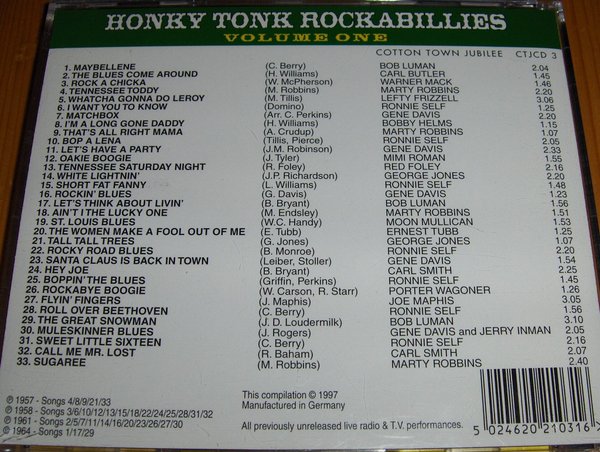 HONKY TONK ROCKABILLIES
VOLUME ONE
COTTON TOWN JUBILEE CTJCD 3
1. MAYBELLENE (C. Berry) BOB LUMAN 2.04
2. THE BLUES COME AROUND (H. Williams) CARL BUTLER 1.45
3. ROCK A CHICKA (W. McPherson) WARNER MACK 1.46
4. TENNESSEE TODDY (M. Robbins) MARTY ROBBINS 2.20
5. WHATCHA GONNA DO LEROY (M. Tillis) LEFTY FRIZZELL 3.06
6. I WANT YOU TO KNOW (Domino) RONNIE SELF 1.25
7. MATCHBOX (Arr. C. Perkins) GENE DAVIS 2.20
8. I'M A LONG GONE DADDY (H. Williams) BOBBY HELMS 1.15
9. THAT'S ALL RIGHT MAMA (A. Crudup) MARTY ROBBINS 1.07
10. BOP A LENA (Tillis, Pierce) RONNIE SELF 2.05
11. LET'S HAVE A PARTY (J.M. Robinson) GENE DAVIS 2.33
12. OAKIE BOOGIE (J. Tyler) MIMI ROMAN 1.55
13. TENNESSEE SATURDAY NIGHT (R. Foley) RED FOLEY 2.16
14. WHITE LIGHTNIN' (J.P. Richardson) GEORGE JONES 2.20
15. SHORT FAT FANNY (L. Williams) RONNIE SELF 1.48
16. ROCKIN' BLUES (G. Davis) GENE DAVIS 1.23
17. LET'S THINK ABOUT LIVIN' (B. Bryant) BOB LUMAN 1.56
18. AIN'T I THE LUCKY ONE (M. Endsley) MARTY ROBBINS 1.51
19. ST. LOUIS BLUES (W.C. Handy) MOON MULLICAN 1.53
20. THE WOMEN MAKE A FOOL OUT OF ME (E. Tubb) ERNEST TUBB 1.25
21. TALL TALL TREES (G. Jones) GEORGE JONES 1.07
22. ROCKY ROAD BLUES (B. Monroe) RONNIE SELF 1.50
23. SANTA CLAUS IS BACK IN TOWN (Leiber, Stoller) GENE DAVIS 1.54
24. HEY JOE (B. Bryant) CARL SMITH 2.25
25. BOPPIN' THE BLUES (Griffin, Perkins) RONNIE SELF 1.45
26. ROCKABYE BOOGIE (W. Carson, R. Starr) PORTER WAGONER 1.26
27. FLYIN' FINGERS (J. Maphis) JOE MAPHIS 3.05
28. ROLL OVER BEETHOVEN (C. Berry) RONNIE SELF 1.56
29. THE GREAT SNOWMAN (J. D. Loudermilk) BOB LUMAN 3.10
30. MULESKINNER BLUES (J. Rogers) GENE DAVIS and JERRY INMAN 2.05
31. SWEET LITTLE SIXTEEN (C. Berry) RONNIE SELF 2.16
32. CALL ME MR. LOST (R. Baham) CARL SMITH 2.07
33. SUGAREE (M. Robbins) MARTY ROBBINS 2.40
℗ 1957 - Songs 4/8/9/21/33
℗ 1958 - Songs 3/6/10/12/13/15/18/22/24/25/28/31/32
℗ 1961 - Songs 2/5/7/11/14/16/19/20/23/26/27/30
℗ 1964 - Songs 1/17/29
This compilation © 1997
Manufactured in Germany
All previously unreleased live radio & T.V. performances.
5 024620 210316 >